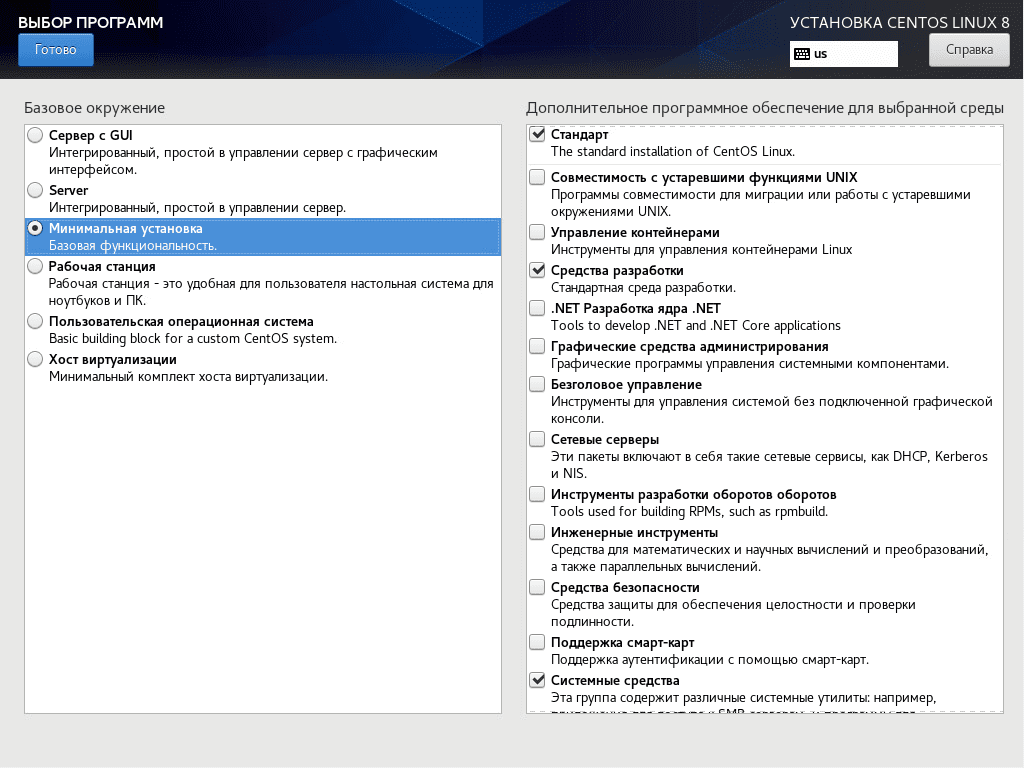 ВЫБОР ПРОГРАММ
УСТАНОВКА CENTOS LINUX 8
Готово
us
Справка
Базовое окружение
Сервер с GUI
Интегрированный, простой в управлении сервер с графическим
интерфейсом.
Server
Интегрированный, простой в управлении сервер.
Минимальная установка
Базовая функциональность.
Рабочая станция
Рабочая станция - это удобная для пользователя настольная система для
ноутбуков и ПК.
Пользовательская операционная система
Basic building block for a custom CentOS system.
Хост виртуализации
Минимальный комплект хоста виртуализации.
Дополнительное программное обеспечение для выбранной среды
Стандарт
The standard installation of CentOS Linux.
Совместимость с устаревшими функциями UNIX
Программы совместимости для миграции или работы с устаревшими
окружениями UNIX.
Управление контейнерами
Инструменты для управления контейнерами Linux
Средства разработки
Стандартная среда разработки.
.NET Разработка ядра .NET
Tools to develop .NET and .NET Core applications
Графические средства администрирования
Графические программы управления системными компонентами.
Безголовое управление
Инструменты для управления системой без подключенной графической
консоли.
Сетевые серверы
Эти пакеты включают в себя такие сетевые сервисы, как DHCP, Kerberos
и NIS.
Инструменты разработки оборотов оборотов
Tools used for building RPMs, such as rpmbuild.
Инженерные инструменты
Средства для математических и научных вычислений и преобразований,
а также параллельных вычислений.
Средства безопасности
Средства защиты для обеспечения целостности и проверки
подлинности.
Поддержка смарт-карт
Поддержка аутентификации с помощью смарт-карт.
Системные средства
Эта группа содержит различные системные утилиты: например,